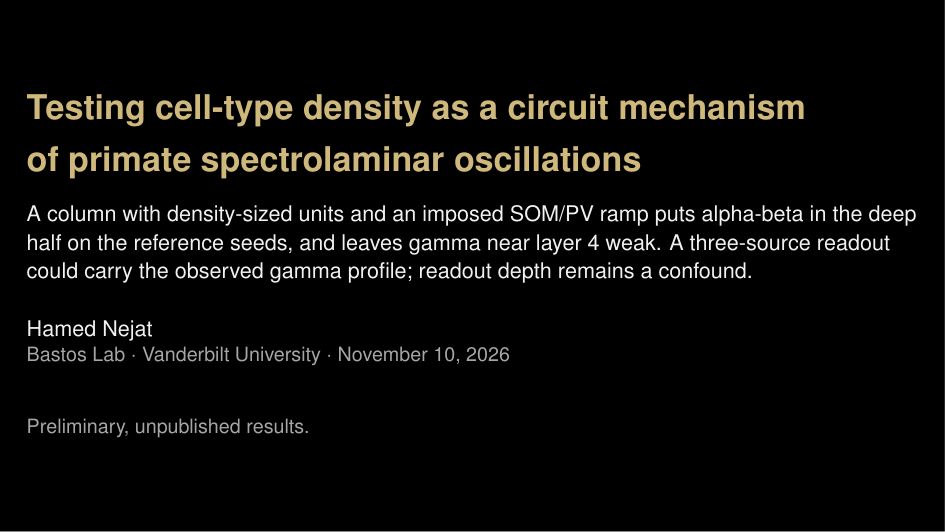 Testing cell-type density as a circuit mechanism
of primate spectrolaminar oscillations
A column with density-sized units and an imposed SOM/PV ramp puts alpha-beta in the deep
half on the reference seeds, and leaves gamma near layer 4 weak. A three-source readout
could carry the observed gamma profile; readout depth remains a confound.
Hamed Nejat
Bastos Lab · Vanderbilt University · November 10, 2026
Preliminary, unpublished results.